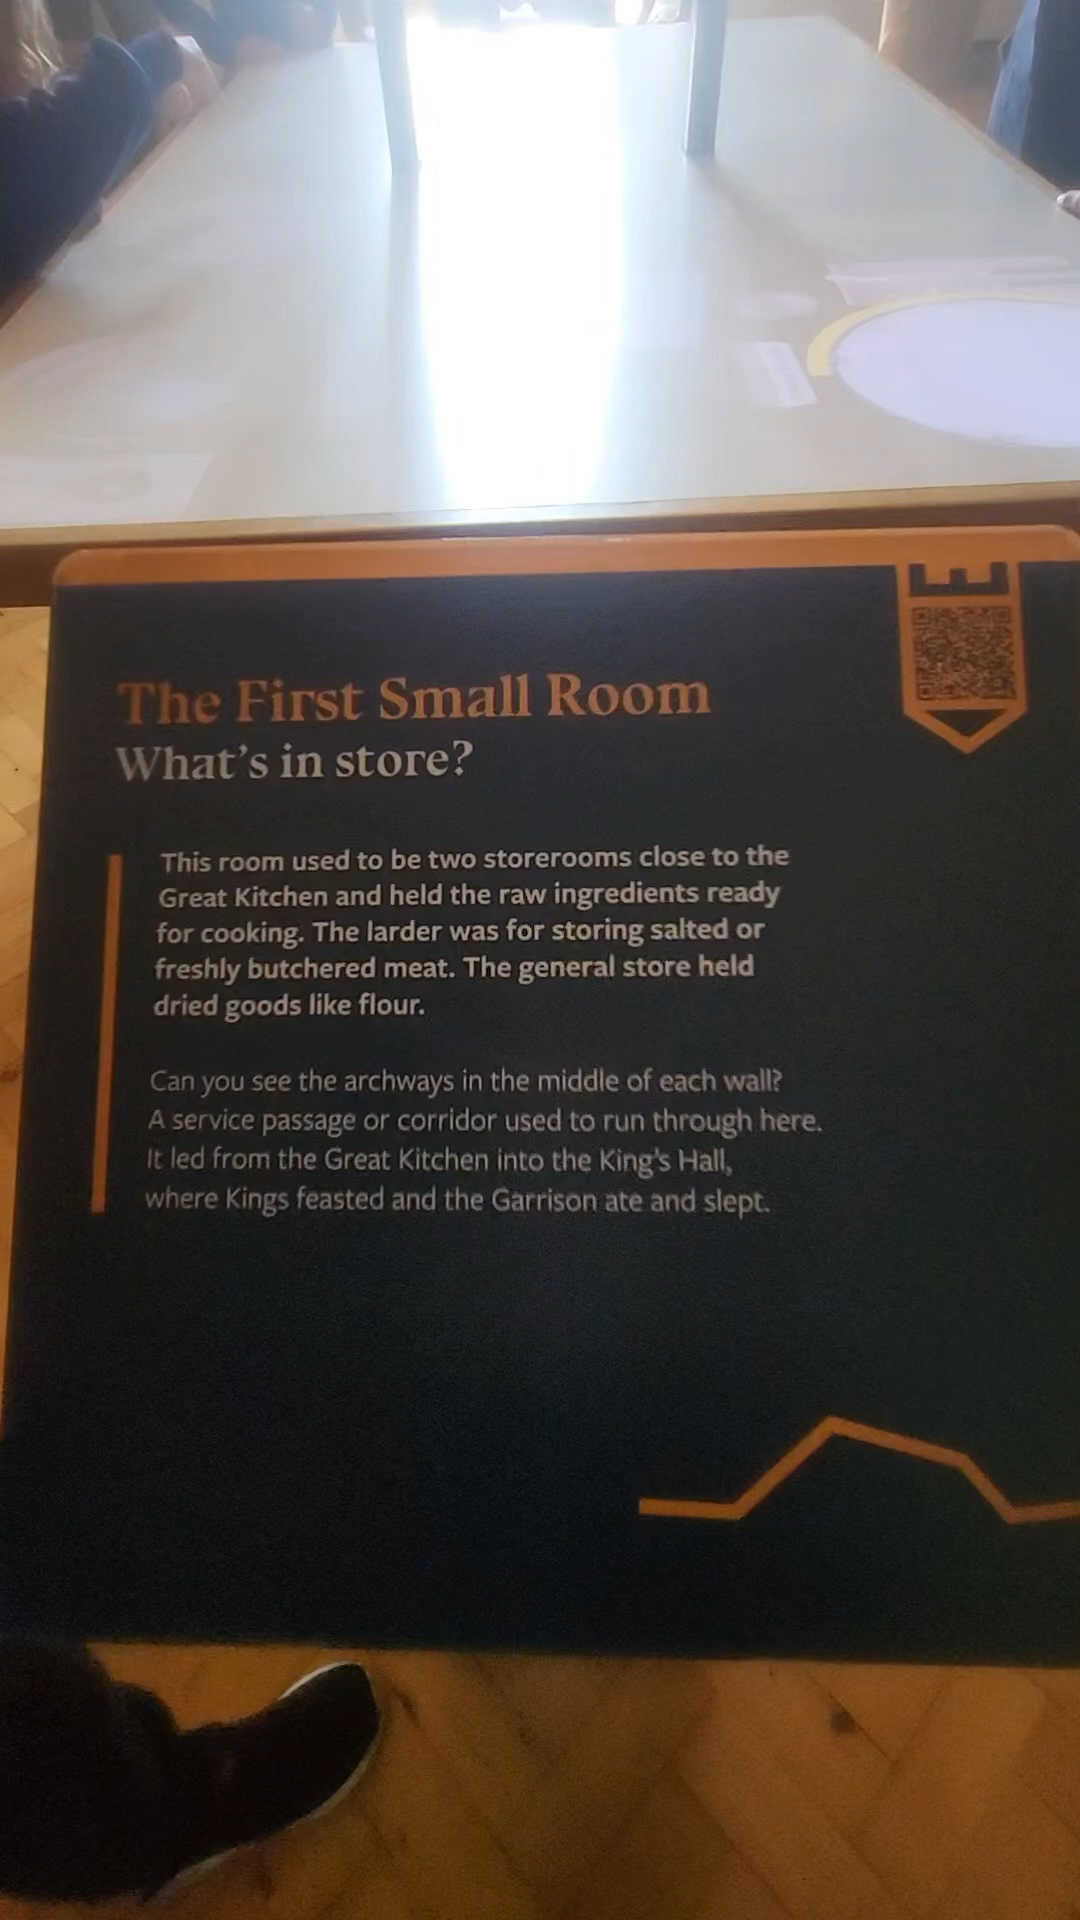 The First Small Room
What's in store?
This room used to be two storerooms close to the
Great Kitchen and held the raw ingredients ready
for cooking. The larder was for storing salted or
freshly butchered meat. The general store held
dried goods like flour.
Can you see the archways in the middle of each wall?
A service passage or corridor used to run through here.
It led from the Great Kitchen into the King's Hall,
where Kings feasted and the Garrison ate and slept.